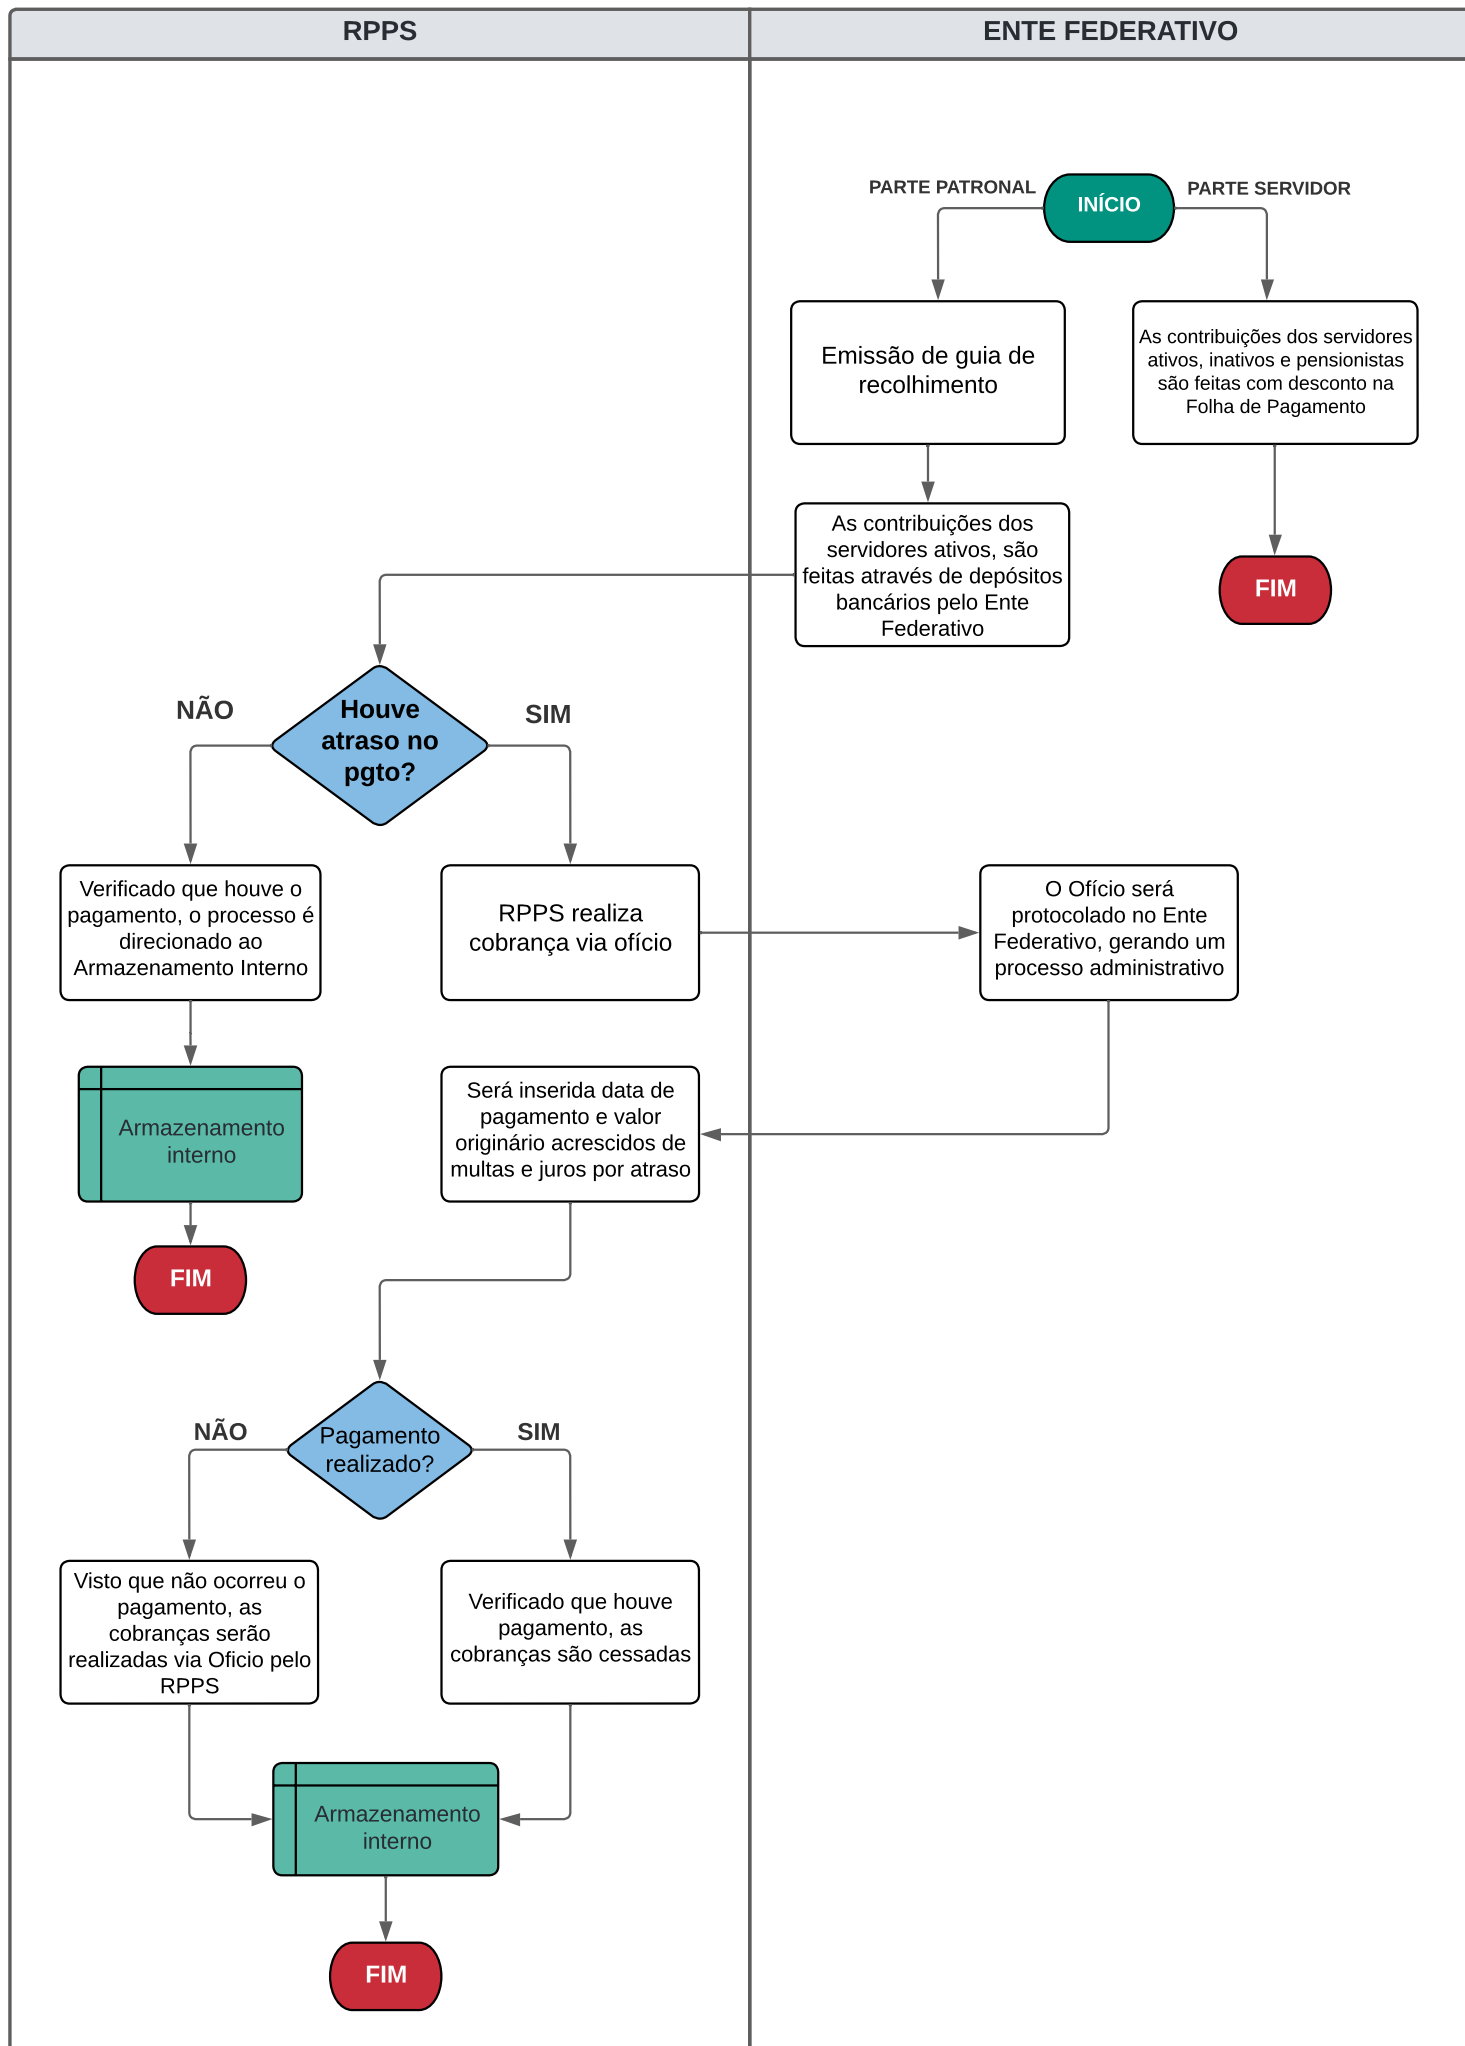 RPPS
ENTE FEDERATIVO
PARTE PATRONAL
INÍCIO
PARTE SERVIDOR
Emissão de guia de
recolhimento
As contribuições dos servidores
ativos, inativos e pensionistas
são feitas com desconto na
Folha de Pagamento
As contribuições dos
servidores ativos, são
feitas através de depósitos
bancários pelo Ente
Federativo
FIM
NÃO
Houve
atraso no
pgto?
SIM
Verificado que houve o
pagamento, o processo é
direcionado ao
Armazenamento Interno
RPPS realiza
cobrança via ofício
O Ofício será
protocolado no Ente
Federativo, gerando um
processo administrativo
Armazenamento
interno
Será inserida data de
pagamento e valor
originário acrescidos de
multas e juros por atraso
FIM
NÃO
Pagamento
realizado?
SIM
Visto que não ocorreu o
pagamento, as
cobranças serão
realizadas via Oficio pelo
RPPS
Verificado que houve
pagamento, as
cobranças são cessadas
Armazenamento
interno
FIM